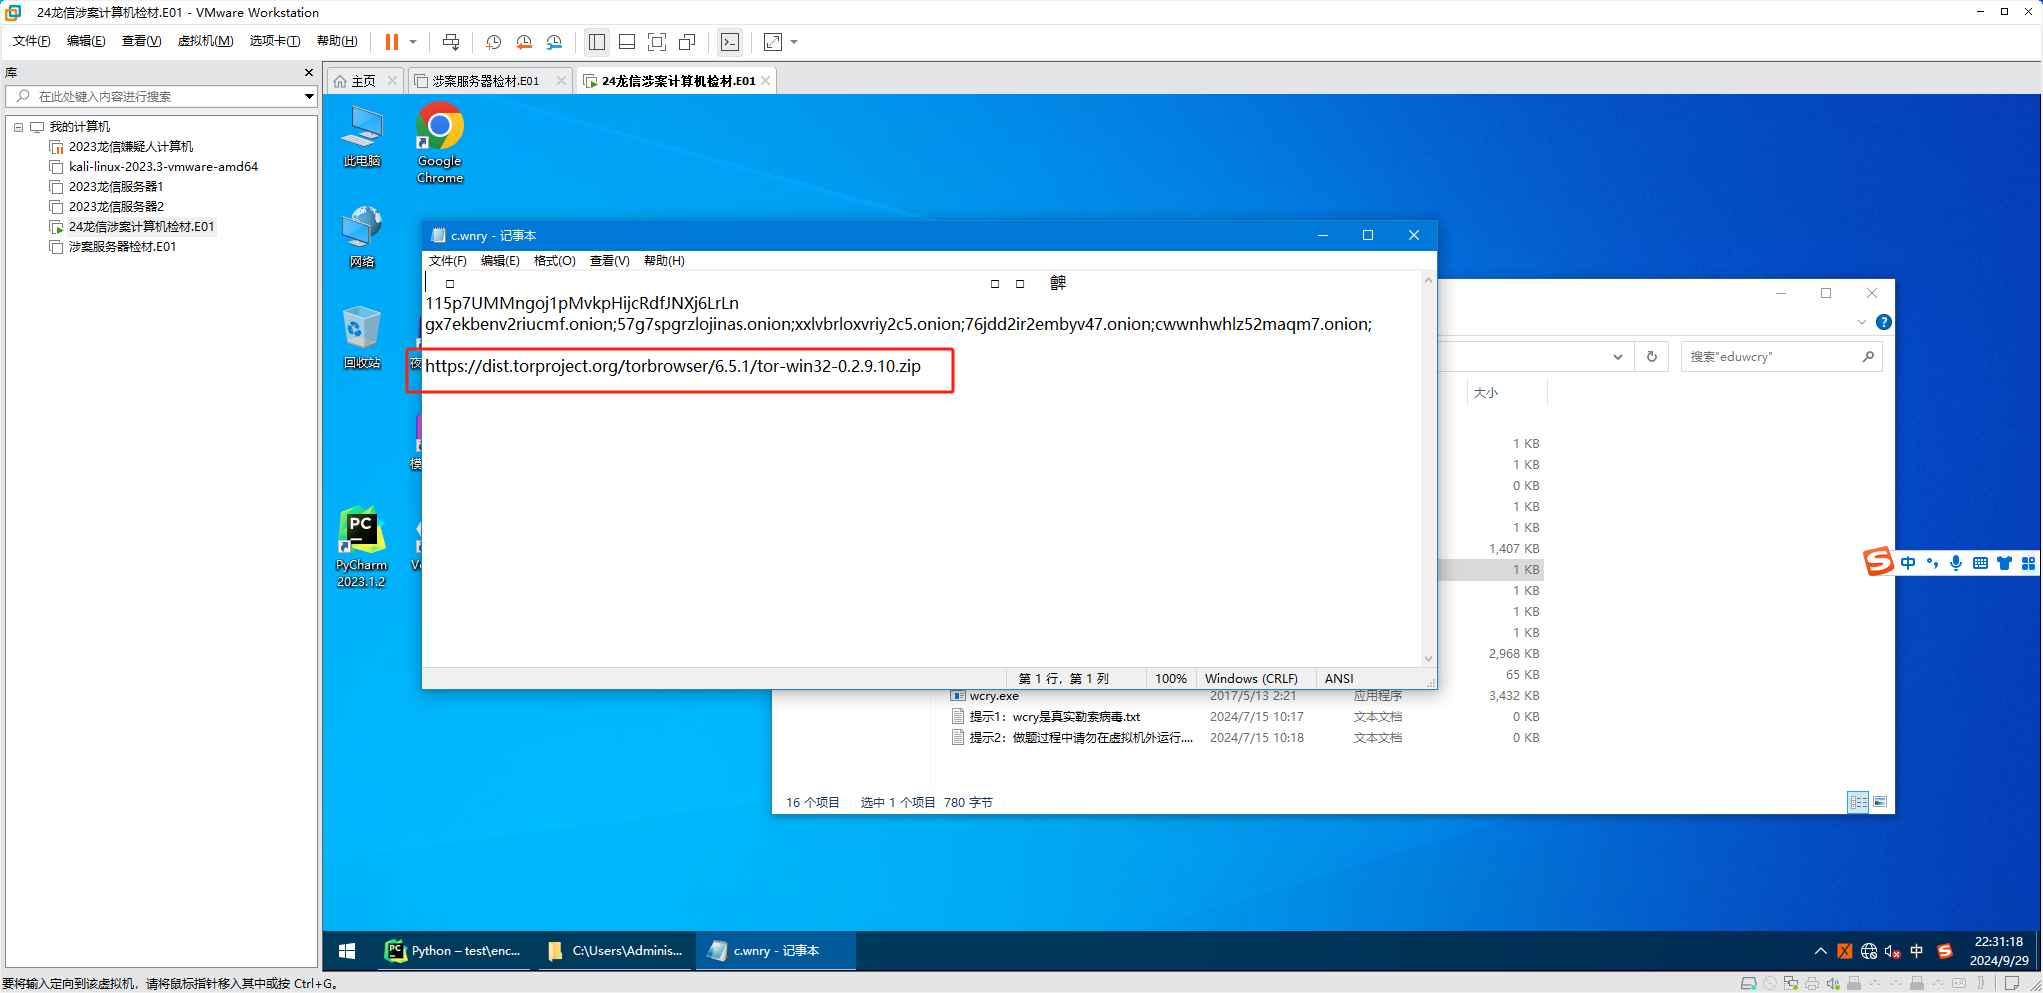 24龙信涉案计算机检材.E01 - VMware Workstation
文件(F) 编辑(E) 查看(V) 虚拟机(M) 选项卡(T) 帮助(H)
库
在此处键入内容进行搜索
我的计算机
2023龙信嫌疑人计算机
kali-linux-2023.3-vmware-amd64
2023龙信服务器1
2023龙信服务器2
24龙信涉案计算机检材.E01
涉案服务器检材.E01
主页 涉案服务器检材.E01 24龙信涉案计算机检材.E01
此电脑
Google
Chrome
网络
回收站
PC
PyCharm
2023.1.2
c.wnry - 记事本
文件(F) 编辑(E) 格式(O) 查看(V) 帮助(H)
115p7UMMngoj1pMvkpHijcRdfJNXj6LrLn
gx7ekbenv2riucmf.onion;57g7spgrzlojinas.onion;xxlvbrloxvriy2c5.onion;76jdd2ir2embyv47.onion;cwwnhwhlz52maqm7.onion;
https://dist.torproject.org/torbrowser/6.5.1/tor-win32-0.2.9.10.zip
第 1 行，第 1 列 100% Windows (CRLF) ANSI
搜索"eduwcry"
大小
1 KB
1 KB
0 KB
1 KB
1 KB
1,407 KB
1 KB
1 KB
1 KB
1 KB
2,968 KB
65 KB
wcry.exe 2017/5/13 2:21 应用程序 3,432 KB
提示1：wcry是真实勒索病毒.txt 2024/7/15 10:17 文本文档 0 KB
提示2：做题过程中请勿在虚拟机外运行.... 2024/7/15 10:18 文本文档 0 KB
16 个项目 选中 1 个项目 780 字节
中
Python – test\enc... C:\Users\Adminis... c.wnry - 记事本
中
22:31:18
2024/9/29
要将输入定向到该虚拟机，请将鼠标指针移入其中或按 Ctrl+G。